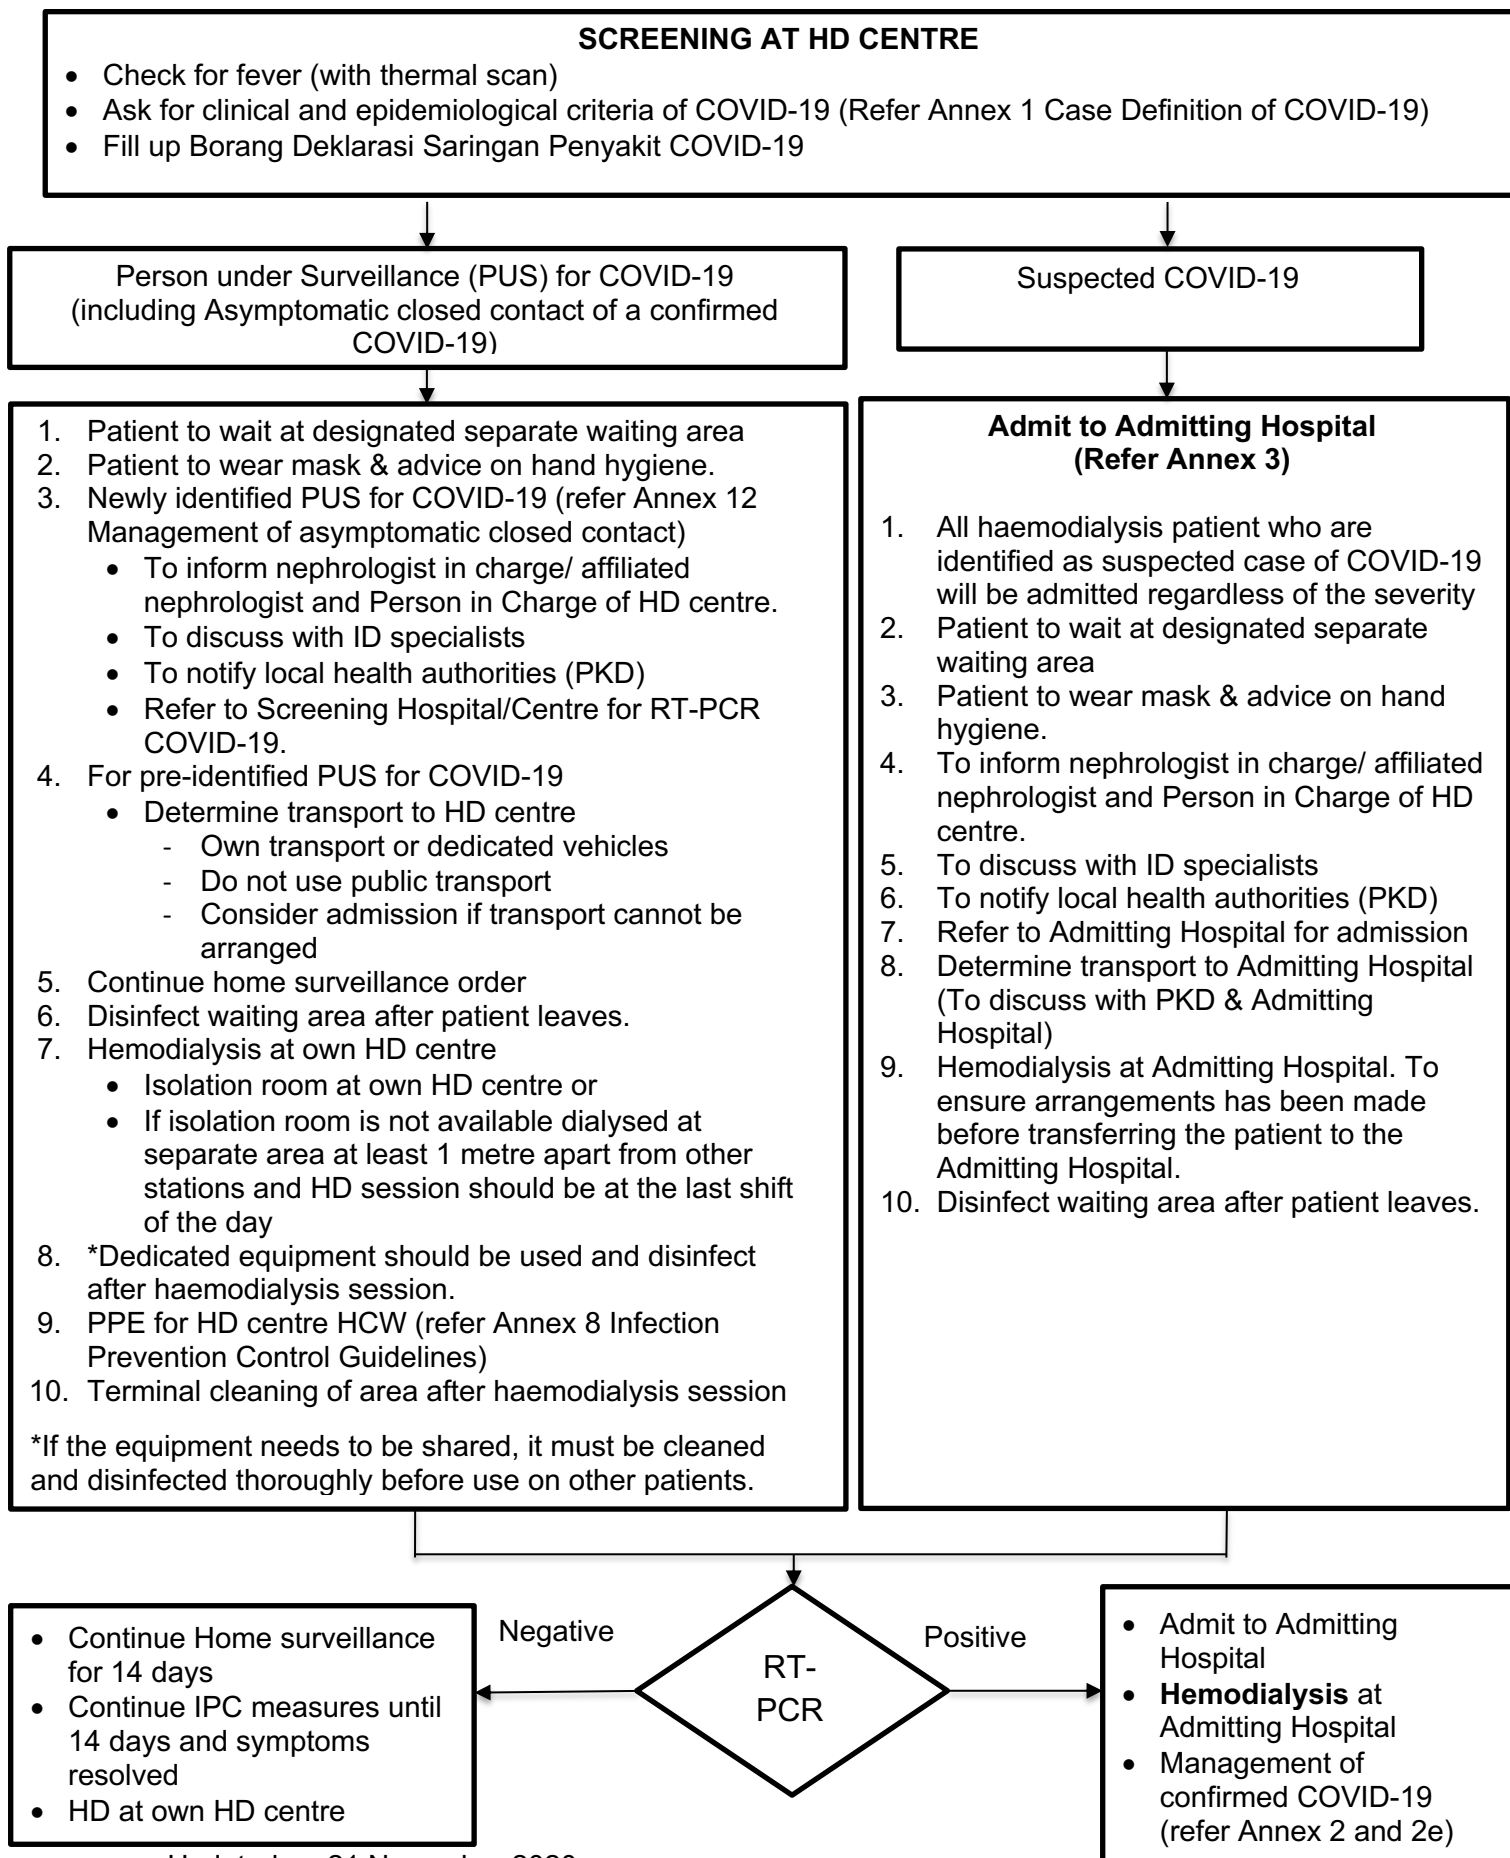 SCREENING AT HD CENTRE
• Check for fever (with thermal scan)
• Ask for clinical and epidemiological criteria of COVID-19 (Refer Annex 1 Case Definition of COVID-19)
• Fill up Borang Deklarasi Saringan Penyakit COVID-19
Person under Surveillance (PUS) for COVID-19
(including Asymptomatic closed contact of a confirmed
COVID-19)
Suspected COVID-19
1. Patient to wait at designated separate waiting area
2. Patient to wear mask & advice on hand hygiene.
3. Newly identified PUS for COVID-19 (refer Annex 12
Management of asymptomatic closed contact)
• To inform nephrologist in charge/ affiliated
nephrologist and Person in Charge of HD centre.
• To discuss with ID specialists
• To notify local health authorities (PKD)
• Refer to Screening Hospital/Centre for RT-PCR
COVID-19.
4. For pre-identified PUS for COVID-19
• Determine transport to HD centre
- Own transport or dedicated vehicles
- Do not use public transport
- Consider admission if transport cannot be
arranged
5. Continue home surveillance order
6. Disinfect waiting area after patient leaves.
7. Hemodialysis at own HD centre
• Isolation room at own HD centre or
• If isolation room is not available dialysed at
separate area at least 1 metre apart from other
stations and HD session should be at the last shift
of the day
8. *Dedicated equipment should be used and disinfect
after haemodialysis session.
9. PPE for HD centre HCW (refer Annex 8 Infection
Prevention Control Guidelines)
10. Terminal cleaning of area after haemodialysis session
*If the equipment needs to be shared, it must be cleaned
and disinfected thoroughly before use on other patients.
Admit to Admitting Hospital
(Refer Annex 3)
1. All haemodialysis patient who are
identified as suspected case of COVID-19
will be admitted regardless of the severity
2. Patient to wait at designated separate
waiting area
3. Patient to wear mask & advice on hand
hygiene.
4. To inform nephrologist in charge/ affiliated
nephrologist and Person in Charge of HD
centre.
5. To discuss with ID specialists
6. To notify local health authorities (PKD)
7. Refer to Admitting Hospital for admission
8. Determine transport to Admitting Hospital
(To discuss with PKD & Admitting
Hospital)
9. Hemodialysis at Admitting Hospital. To
ensure arrangements has been made
before transferring the patient to the
Admitting Hospital.
10. Disinfect waiting area after patient leaves.
• Continue Home surveillance
for 14 days
• Continue IPC measures until
14 days and symptoms
resolved
• HD at own HD centre
Negative
RT-
PCR
Positive
• Admit to Admitting
Hospital
• Hemodialysis at
Admitting Hospital
• Management of
confirmed COVID-19
(refer Annex 2 and 2e)